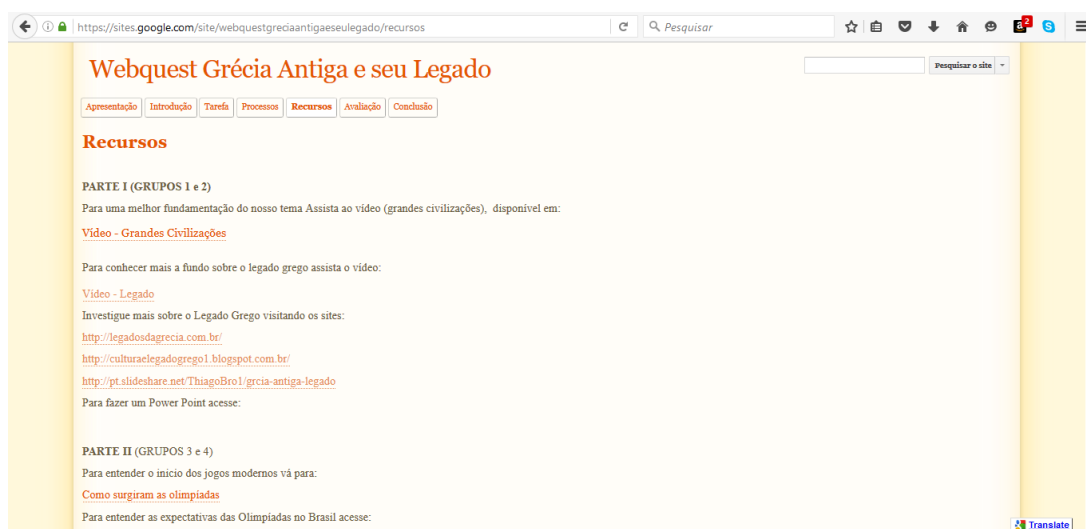 https://sites.google.com/site/webquestgreciaantigaeseulegado/recursos
Pesquisar
2
Webquest Grécia Antiga e seu Legado
Pesquisar o site
Apresentação Introdução Tarefa Processos Recursos Avaliação Conclusão
Recursos
PARTE I (GRUPOS 1 e 2)
Para uma melhor fundamentação do nosso tema Assista ao vídeo (grandes civilizações), disponível em:
Vídeo - Grandes Civilizações
Para conhecer mais a fundo sobre o legado grego assista o vídeo:
Vídeo - Legado
Investigue mais sobre o Legado Grego visitando os sites:
http://legadosdagrecia.com.br/
http://culturaelegadogrego1.blogspot.com.br/
http://pt.slideshare.net/ThiagoBro1/grcia-antiga-legado
Para fazer um Power Point acesse:
PARTE II (GRUPOS 3 e 4)
Para entender o inicio dos jogos modernos vá para:
Como surgiram as olimpíadas
Para entender as expectativas das Olimpíadas no Brasil acesse:
Translate